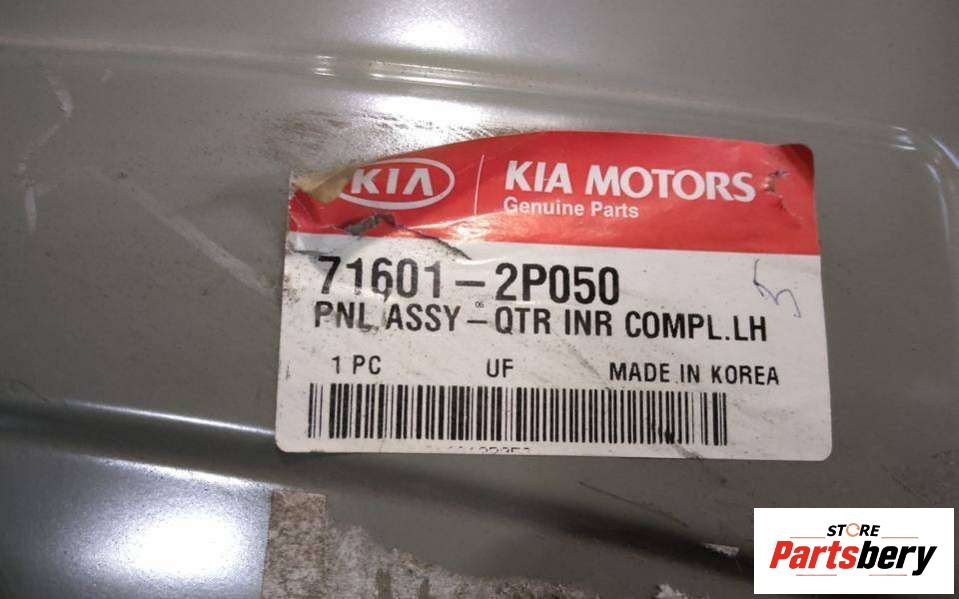 KIA KIA MOTORS
Genuine Parts
71601-2P050
06
PNL.ASSY-QTR INR COMPL.LH
1 PC UF MADE IN KOREA
STORE
Partsbery